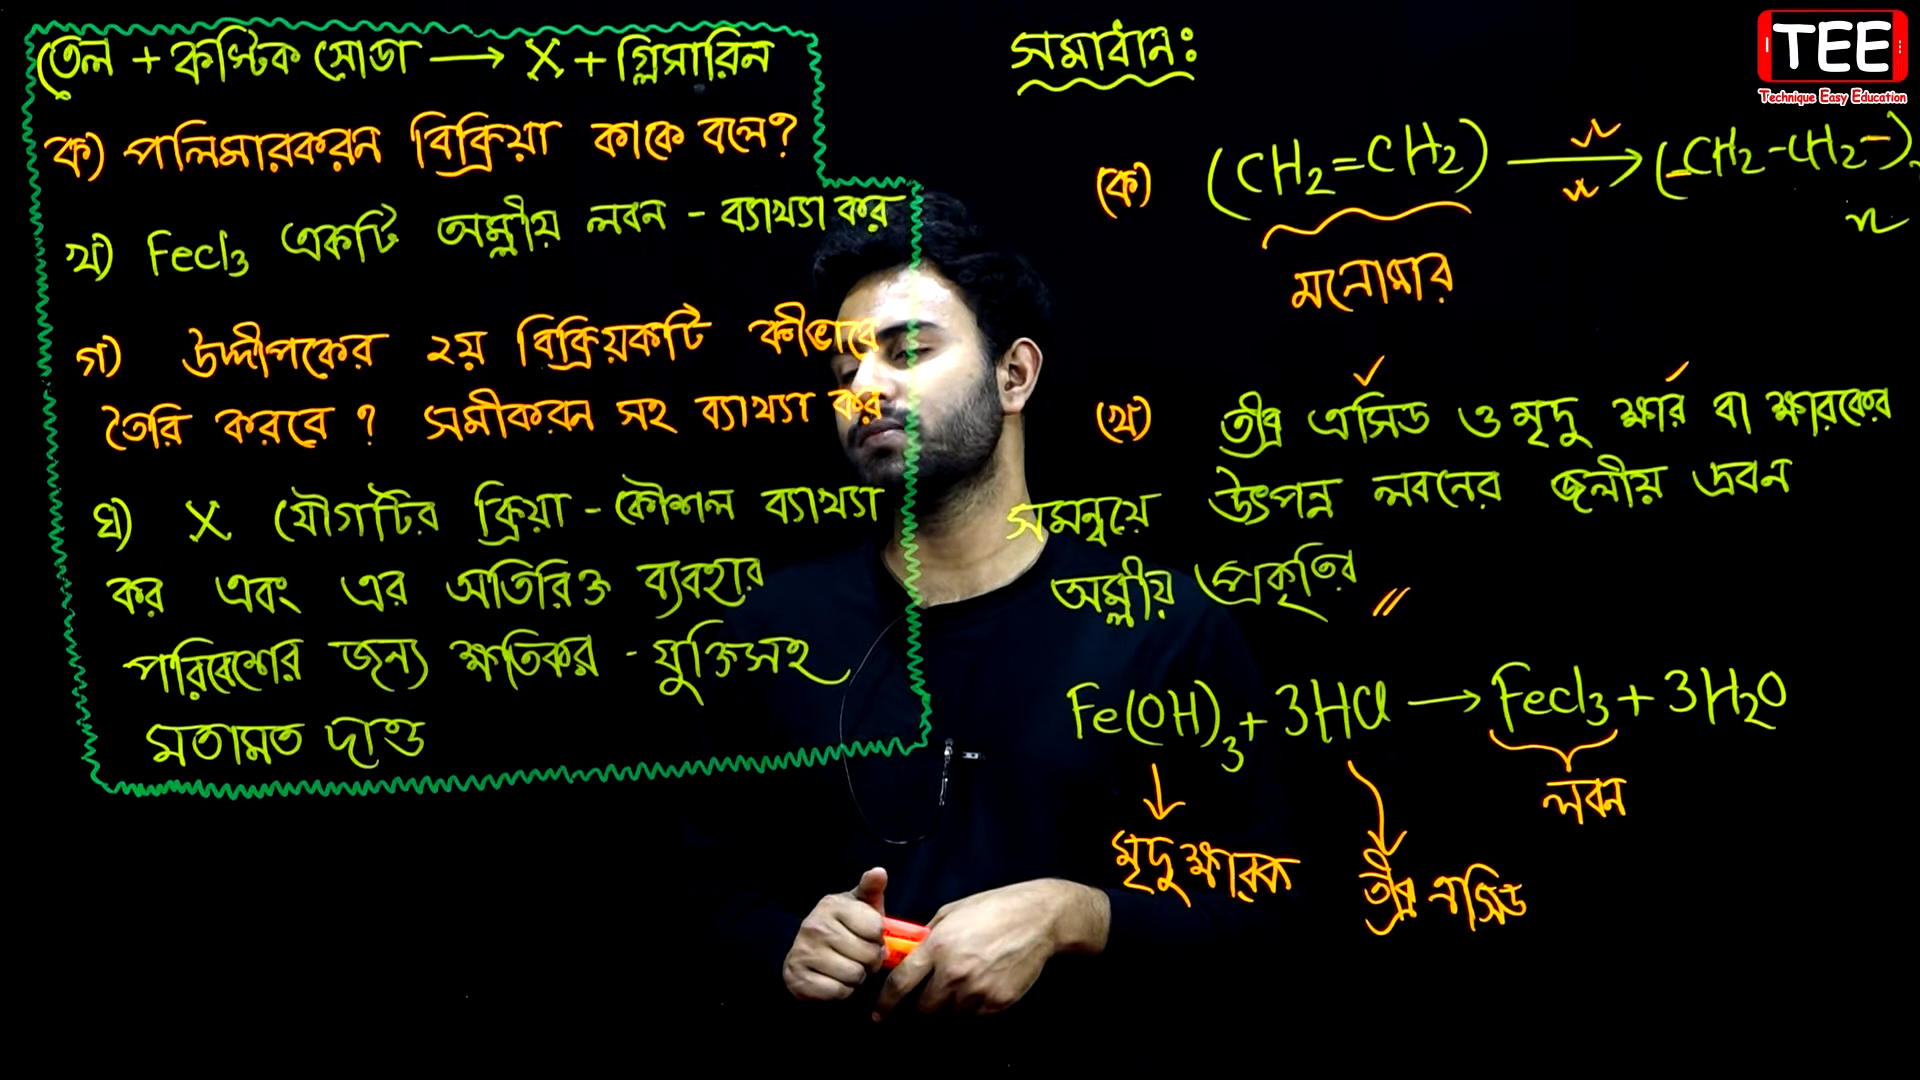 তেল + কস্টিক সোডা → X + গ্লিসারিন
ক) পলিমারকরন বিক্রিয়া কাকে বলে?
খ) FeCl₃ একটি অম্লীয় লবন - ব্যাখ্যা কর
গ) উদ্দীপকের ২য় বিক্রিয়কটি কীভাবে
তৈরি করবে ? সমীকরন সহ ব্যাখ্যা কর
ঘ) X যৌগটির ক্রিয়া - কৌশল ব্যাখ্যা
কর এবং এর অতিরিক্ত ব্যবহার
পরিবেশের জন্য ক্ষতিকর - যুক্তিসহ
মতামত দাও
সমাধান:
(ক) (CH₂=CH₂) → (-CH₂-CH₂-)
n
মনোমার
(খ) তীব্র এসিড ও মৃদু ক্ষার বা ক্ষারকের
সমন্বয়ে উৎপন্ন লবনের জলীয় দ্রবন
অম্লীয় প্রকৃতির
Fe(OH)₃ + 3HCl → FeCl₃ + 3H₂O
লবন
মৃদু ক্ষারক তীব্র এসিড
TEE
Technique Easy Education